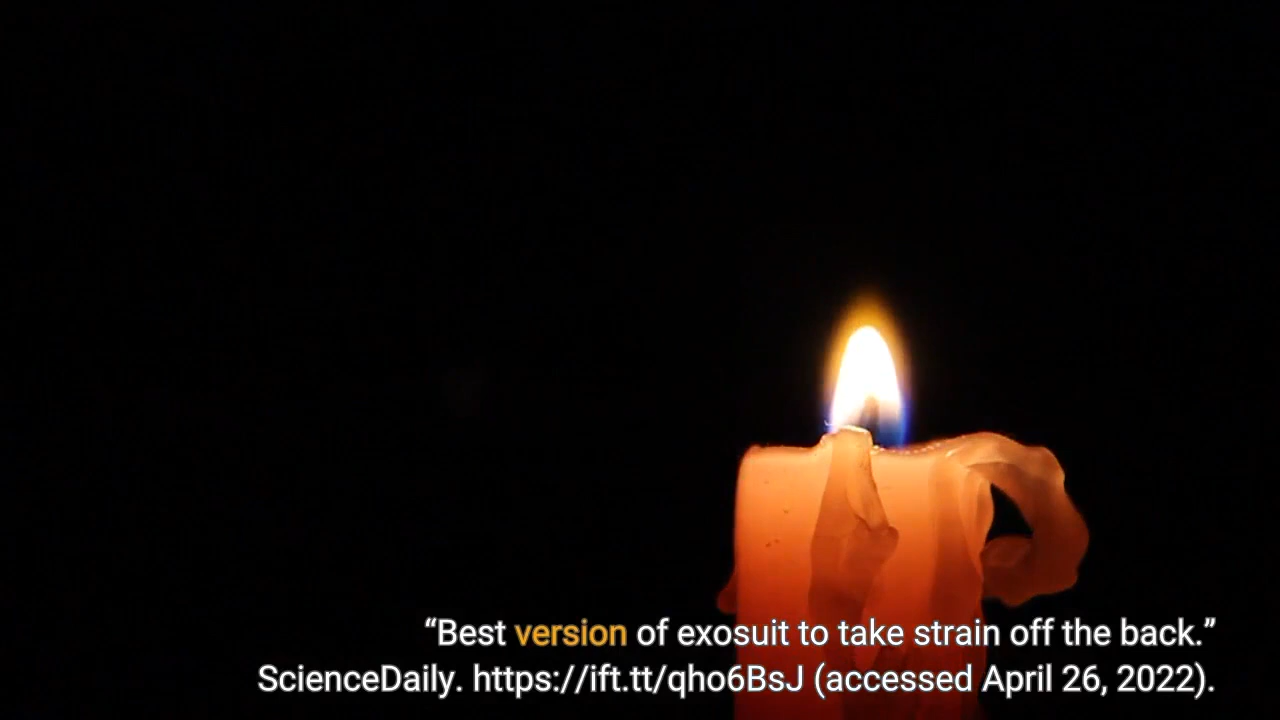 “Best version of exosuit to take strain off the back.”
ScienceDaily. https://ift.tt/qho6BsJ (accessed April 26, 2022).